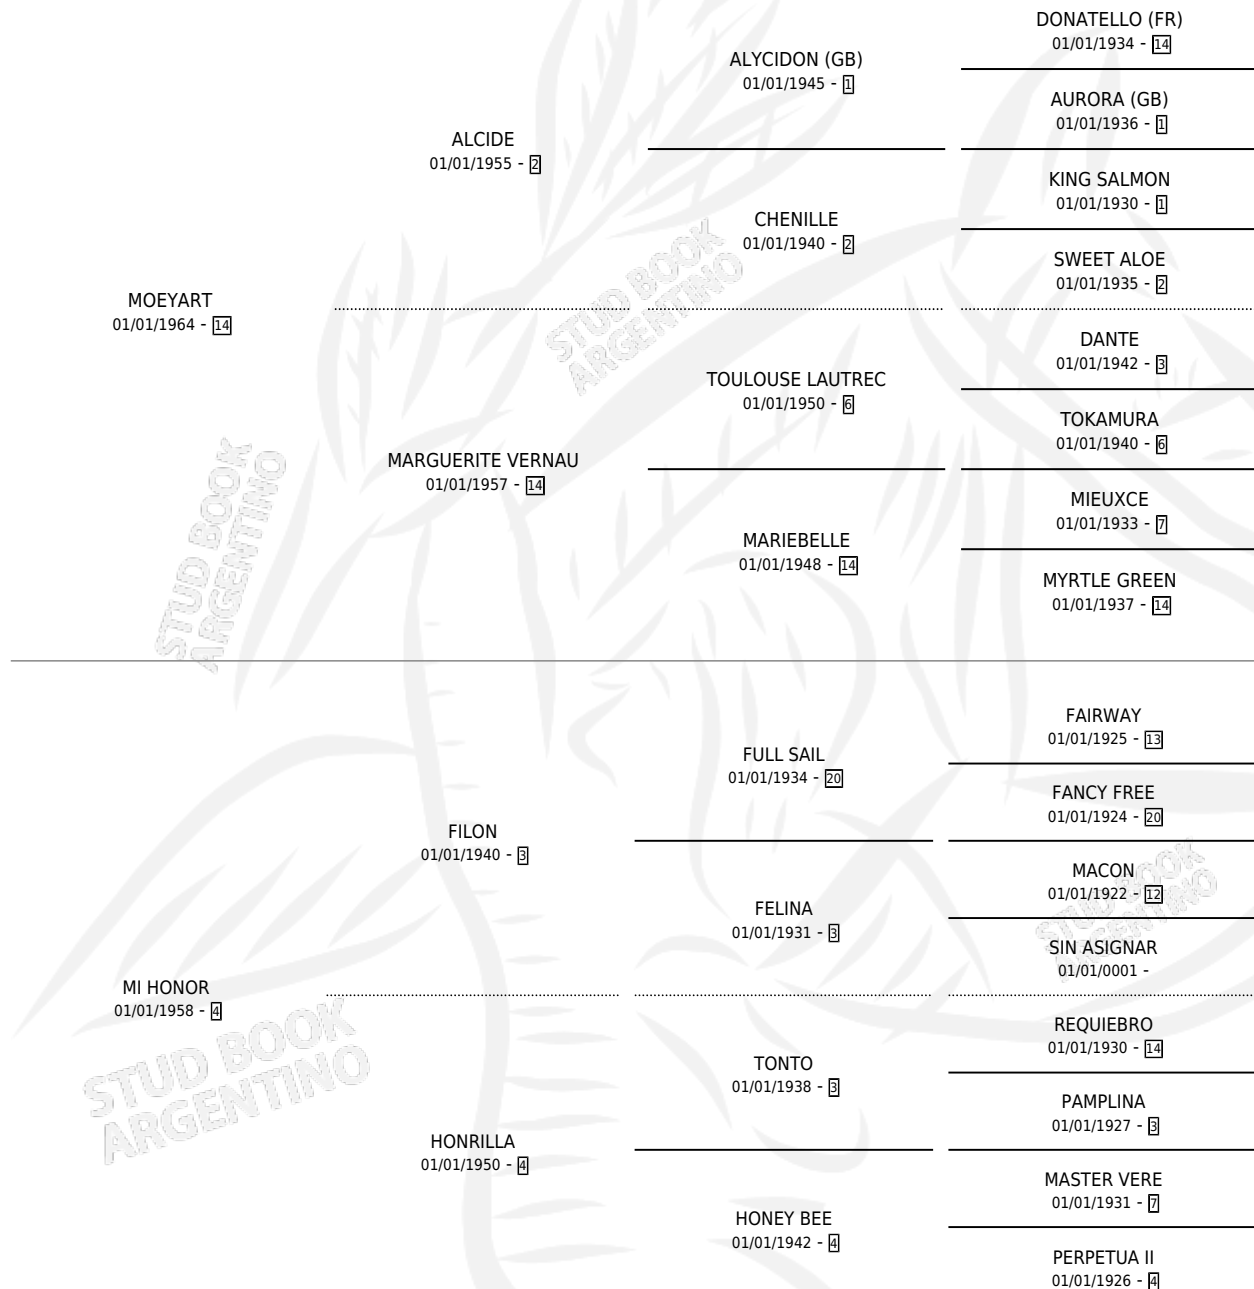 DONATELLO (FR)
01/01/1934 - 14
ALYCIDON (GB)
01/01/1945 - 1
AURORA (GB)
01/01/1936 - 1
ALCIDE
01/01/1955 - 2
KING SALMON
01/01/1930 - 1
CHENILLE
01/01/1940 - 2
SWEET ALOE
01/01/1935 - 2
MOEYART
01/01/1964 - 14
STUD BOOK
ARGENTINO
DANTE
01/01/1942 - 3
TOULOUSE LAUTREC
01/01/1950 - 6
TOKAMURA
01/01/1940 - 6
MARGUERITE VERNAU
01/01/1957 - 14
MIEUXCE
01/01/1933 - 7
MARIEBELLE
01/01/1948 - 14
MYRTLE GREEN
01/01/1937 - 14
STUD BOOK
ARGENTINO
FAIRWAY
01/01/1925 - 13
FULL SAIL
01/01/1934 - 20
FANCY FREE
01/01/1924 - 20
FILON
01/01/1940 - 3
MACON
01/01/1922 - 12
FELINA
01/01/1931 - 3
SIN ASIGNAR
01/01/0001 -
STUD BOOK
ARGENTINO
MI HONOR
01/01/1958 - 4
STUD BOOK
ARGENTINO
REQUIEBRO
01/01/1930 - 14
TONTO
01/01/1938 - 3
PAMPLINA
01/01/1927 - 3
HONRILLA
01/01/1950 - 4
MASTER VERE
01/01/1931 - 7
HONEY BEE
01/01/1942 - 4
PERPETUA II
01/01/1926 - 4